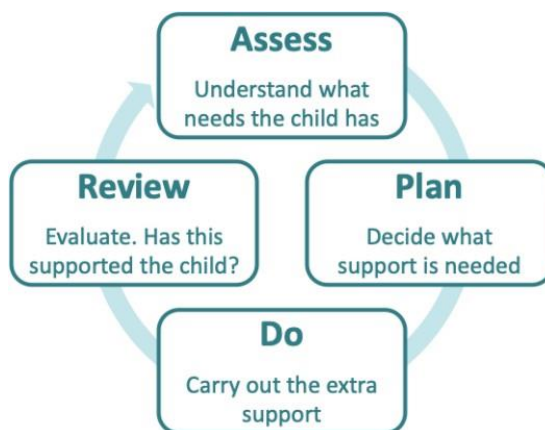 Assess
Understand what
needs the child has
Plan
Decide what
support is needed
Do
Carry out the extra
support
Review
Evaluate. Has this
supported the child?